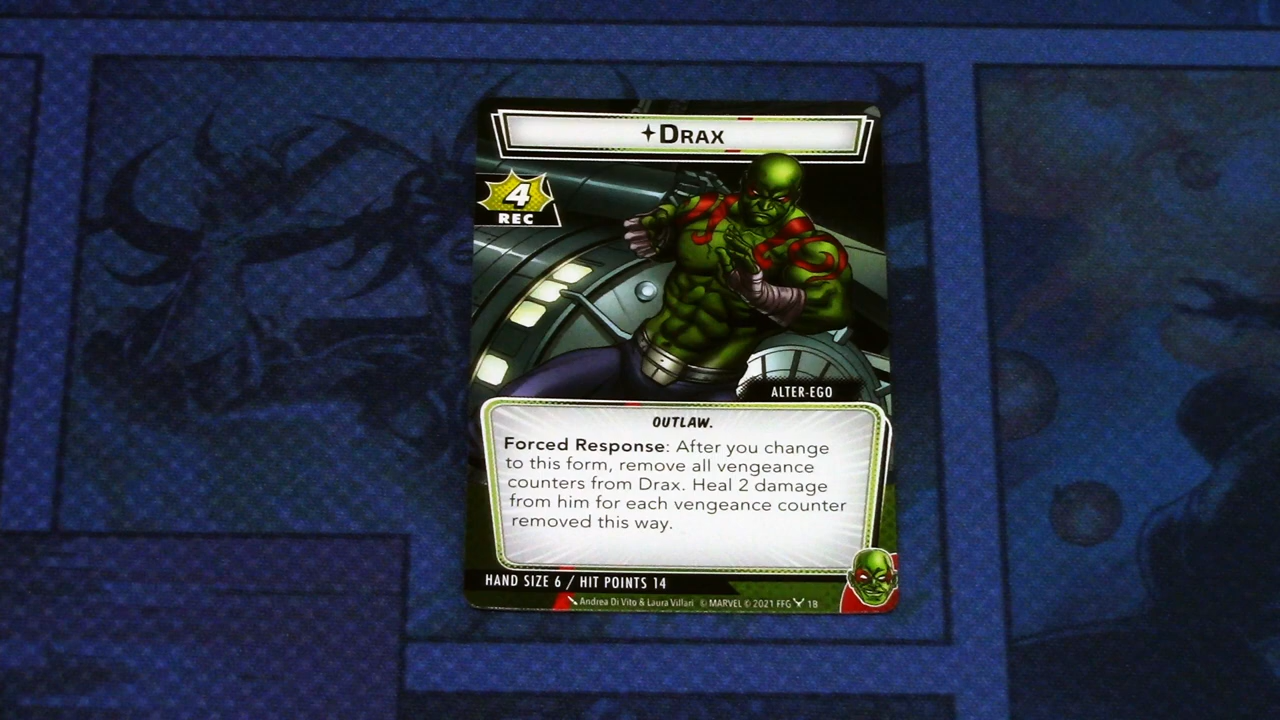 DRAX
4
REC
ALTER-EGO
OUTLAW.
Forced Response: After you change
to this form, remove all vengeance
counters from Drax. Heal 2 damage
from him for each vengeance counter
removed this way.
HAND SIZE 6 / HIT POINTS 14
Andrea Di Vito & Laura Villari © MARVEL © 2021 FFG 1B